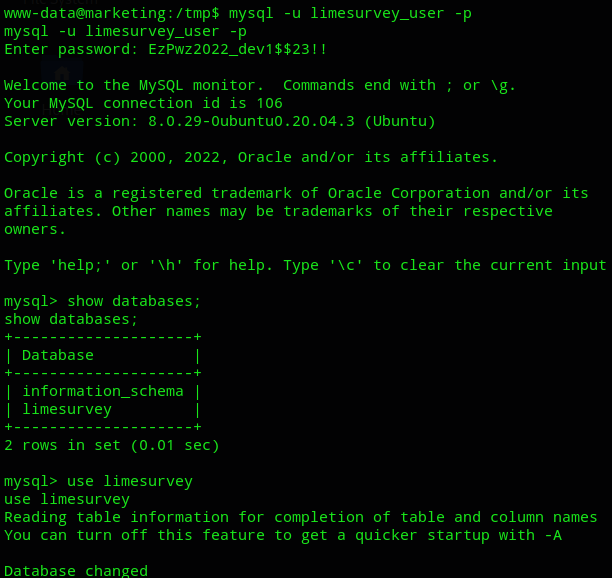 www-data@marketing:/tmp$ mysql -u limesurvey_user -p
mysql -u limesurvey_user -p
Enter password: EzPwz2022_dev1$$23!!
Welcome to the MySQL monitor.  Commands end with ; or \g.
Your MySQL connection id is 106
Server version: 8.0.29-0ubuntu0.20.04.3 (Ubuntu)
Copyright (c) 2000, 2022, Oracle and/or its affiliates.
Oracle is a registered trademark of Oracle Corporation and/or its
affiliates. Other names may be trademarks of their respective
owners.
Type 'help;' or '\h' for help. Type '\c' to clear the current input
mysql> show databases;
show databases;
+--------------------+
| Database           |
+--------------------+
| information_schema |
| limesurvey         |
+--------------------+
2 rows in set (0.01 sec)
mysql> use limesurvey
use limesurvey
Reading table information for completion of table and column names
You can turn off this feature to get a quicker startup with -A
Database changed